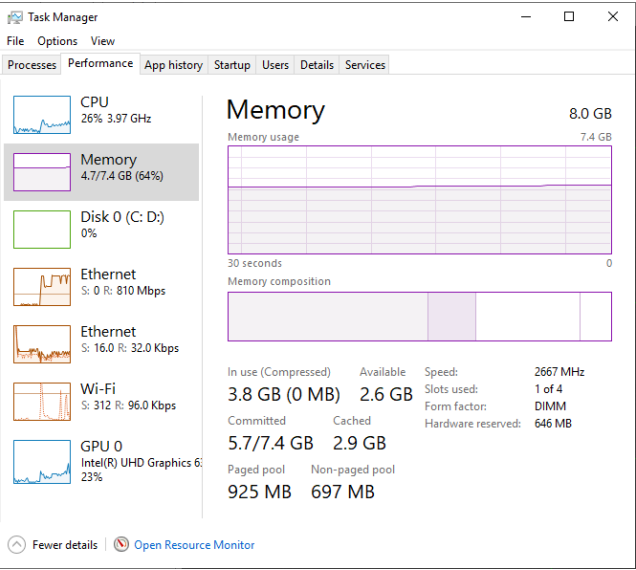 Task Manager
File Options View
Processes Performance App history Startup Users Details Services
CPU
26% 3.97 GHz
Memory
4.7/7.4 GB (64%)
Disk 0 (C: D:)
0%
Ethernet
S: 0 R: 810 Mbps
Ethernet
S: 16.0 R: 32.0 Kbps
Wi-Fi
S: 312 R: 96.0 Kbps
GPU 0
Intel(R) UHD Graphics 6:
23%
Memory 8.0 GB
Memory usage 7.4 GB
30 seconds 0
Memory composition
In use (Compressed) Available
3.8 GB (0 MB) 2.6 GB
Committed Cached
5.7/7.4 GB 2.9 GB
Paged pool Non-paged pool
925 MB 697 MB
Speed: 2667 MHz
Slots used: 1 of 4
Form factor: DIMM
Hardware reserved: 646 MB
Fewer details Open Resource Monitor